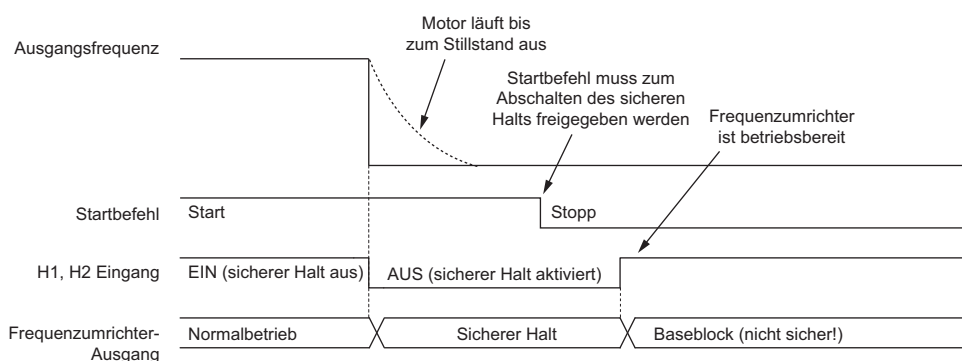 Motor läuft bis
zum Stillstand aus
Ausgangsfrequenz
Startbefehl muss zum
Abschalten des sicheren
Halts freigegeben werden
Frequenzumrichter
ist betriebsbereit
Startbefehl
Start
Stopp
H1, H2 Eingang
EIN (sicherer Halt aus)
AUS (sicherer Halt aktiviert)
Frequenzumrichter-
Ausgang
Normalbetrieb
Sicherer Halt
Baseblock (nicht sicher!)